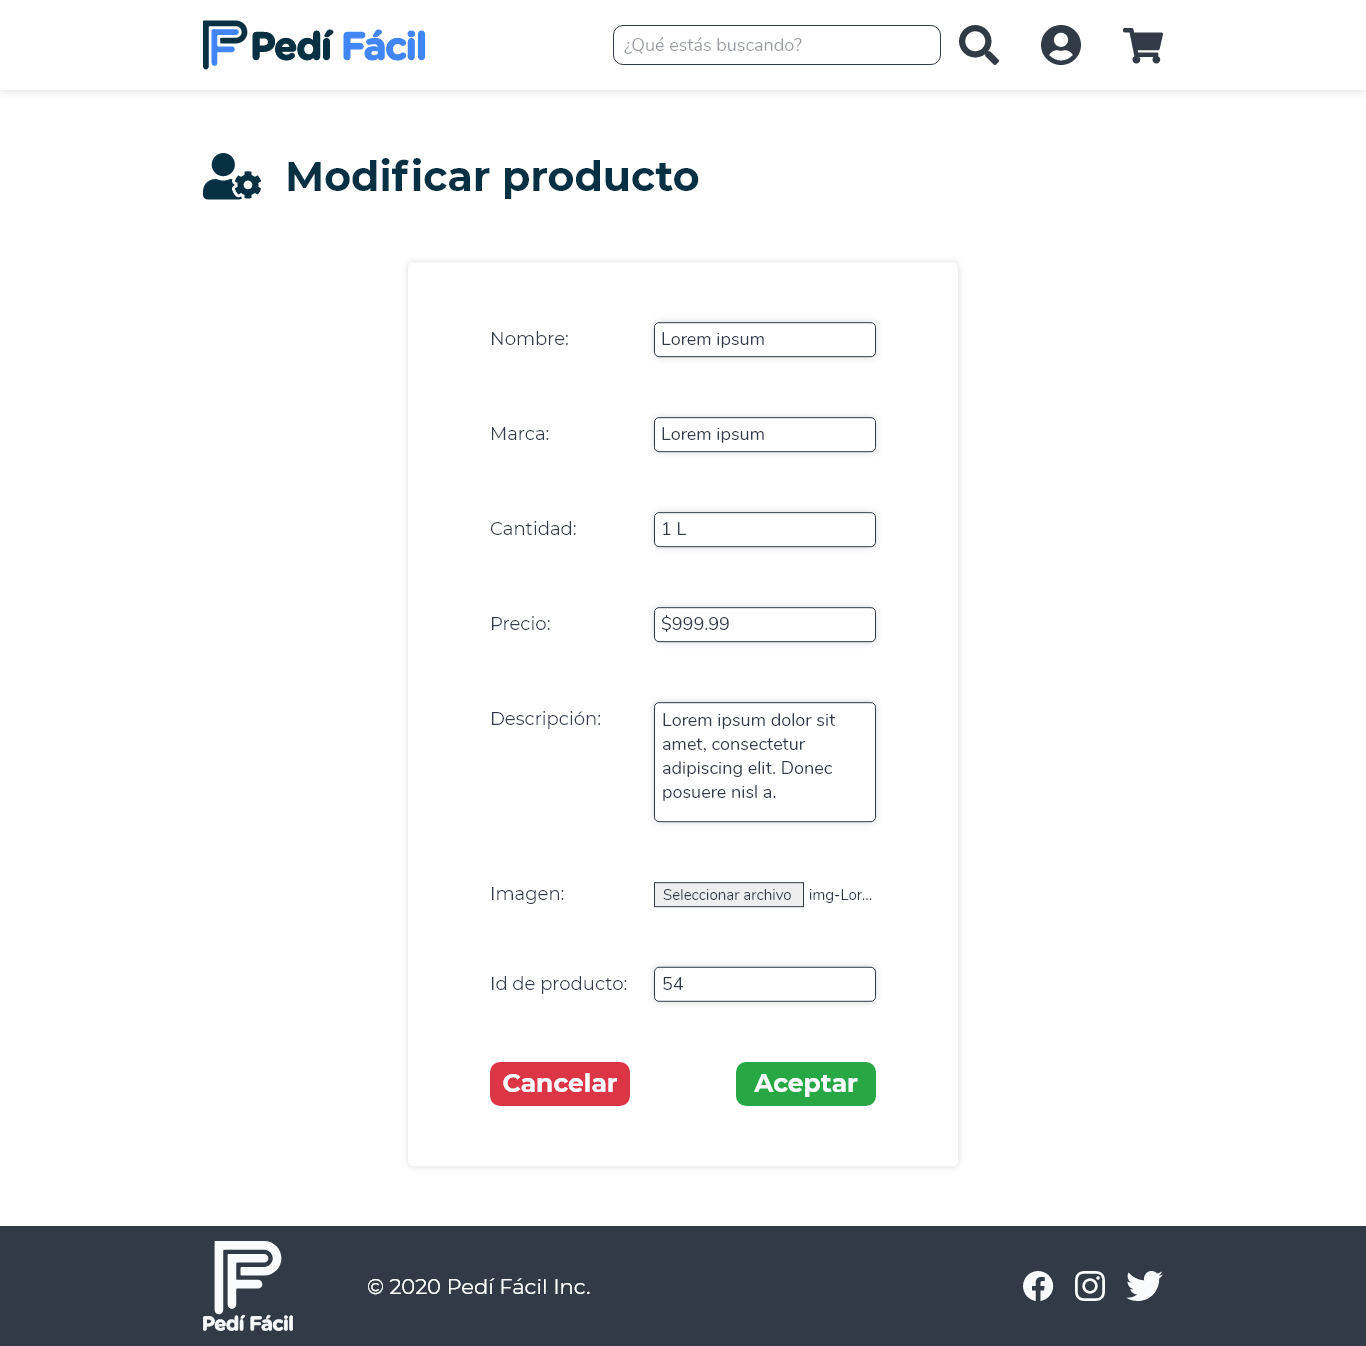 Pedí Fácil
¿Qué estás buscando?
Modificar producto
Nombre:
Lorem ipsum
Marca:
Lorem ipsum
Cantidad:
1 L
Precio:
$999.99
Descripción:
Lorem ipsum dolor sit
amet, consectetur
adipiscing elit. Donec
posuere nisl a.
Imagen:
Seleccionar archivo
img-Lor...
Id de producto:
54
Cancelar
Aceptar
Pedí Fácil
© 2020 Pedí Fácil Inc.